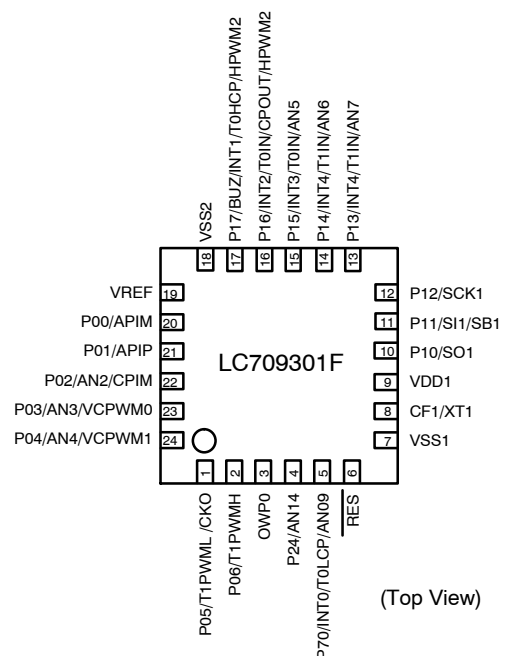 VSS2
P17/BUZ/INT1/T0HCP/HPWM2
P16/INT2/T0IN/CPOUT/HPWM2
P15/INT3/T0IN/AN5
P14/INT4/T1IN/AN6
P13/INT4/T1IN/AN7
18 17 16 15 14 13
VREF 19
P00/APIM 20
P01/APIP 21
P02/AN2/CPIM 22
P03/AN3/VCPWM0 23
P04/AN4/VCPWM1 24
LC709301F
12 P12/SCK1
11 P11/SI1/SB1
10 P10/SO1
9 VDD1
8 CF1/XT1
7 VSS1
1 2 3 4 5 6
P05/T1PWML /CKO
P06/T1PWMH
OWP0
P24/AN14
P70/INT0/T0LCP/AN09
RES
(Top View)